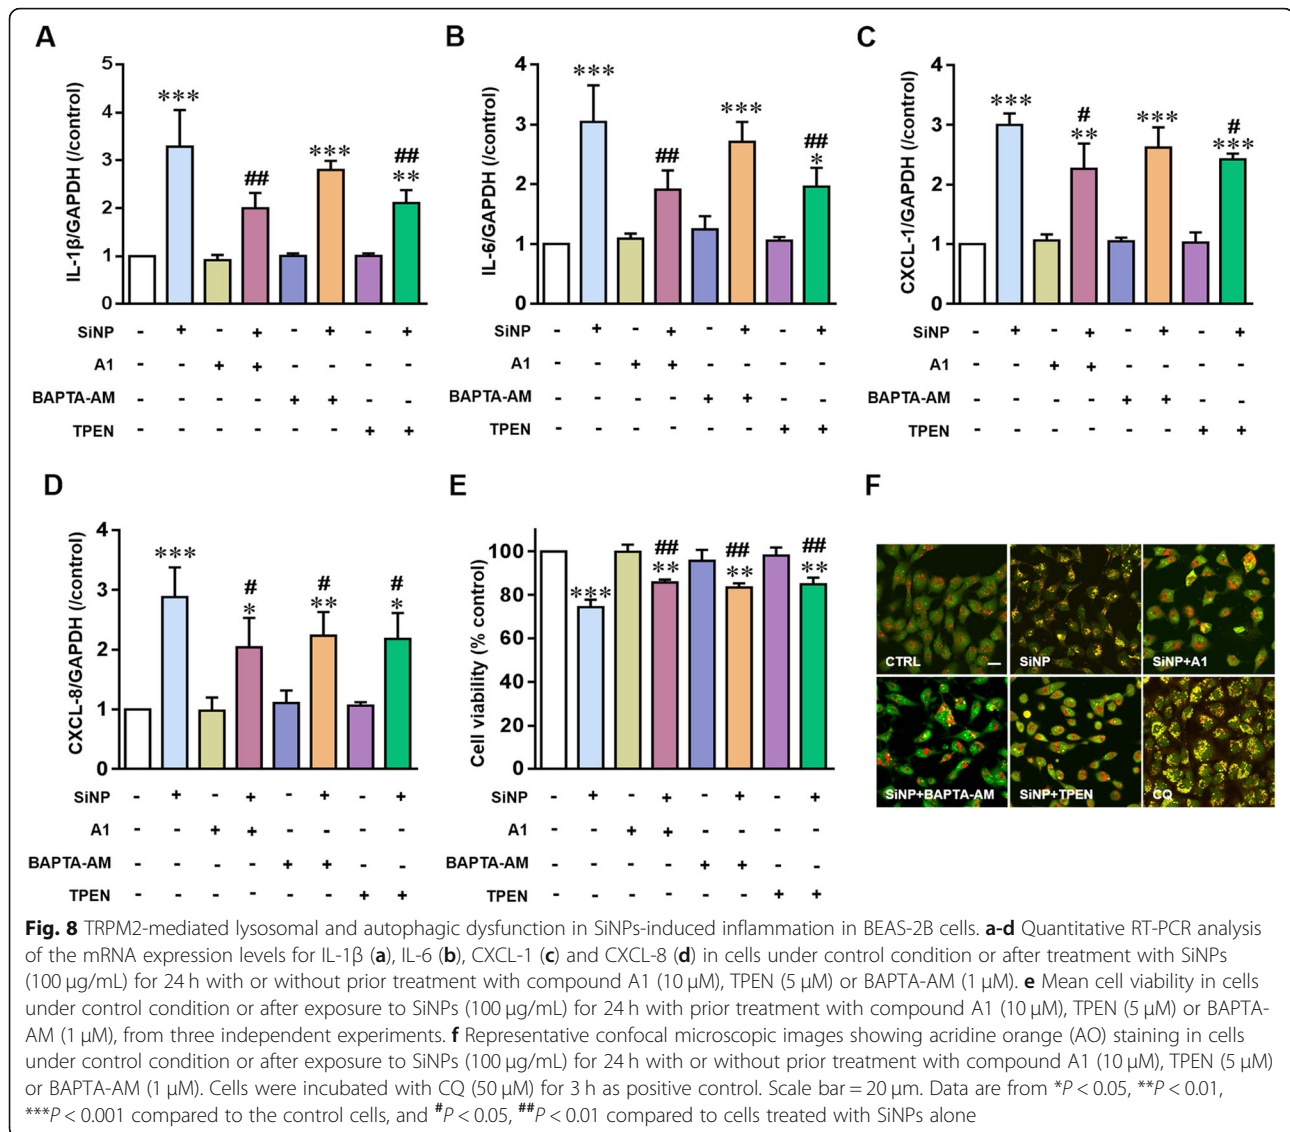 A
IL-1β/GAPDH (/control)
5
4
3
2
1
0
***
##
***
##
**
SiNP - + - + - + - +
A1 - - + + - - - -
BAPTA-AM - - - - + + - -
TPEN - - - - - - + +
B
IL-6/GAPDH (/control)
4
3
2
1
0
***
##
***
##
*
SiNP - + - + - + - +
A1 - - + + - - - -
BAPTA-AM - - - - + + - -
TPEN - - - - - - + +
C
CXCL-1/GAPDH (/control)
4
3
2
1
0
***
#
**
***
#
***
SiNP - + - + - + - +
A1 - - + + - - - -
BAPTA-AM - - - - + + - -
TPEN - - - - - - + +
D
CXCL-8/GAPDH (/control)
4
3
2
1
0
***
#
*
#
**
#
*
SiNP - + - + - + - +
A1 - - + + - - - -
BAPTA-AM - - - - + + - -
TPEN - - - - - - + +
E
Cell viability (% control)
100
80
60
40
20
0
***
##
**
##
**
##
**
SiNP - + - + - + - +
A1 - - + + - - - -
BAPTA-AM - - - - + + - -
TPEN - - - - - - + +
F
CTRL
SiNP
SiNP+A1
SiNP+BAPTA-AM
SiNP+TPEN
CQ
Fig. 8 TRPM2-mediated lysosomal and autophagic dysfunction in SiNPs-induced inflammation in BEAS-2B cells. a-d Quantitative RT-PCR analysis
of the mRNA expression levels for IL-1β (a), IL-6 (b), CXCL-1 (c) and CXCL-8 (d) in cells under control condition or after treatment with SiNPs
(100 μg/mL) for 24 h with or without prior treatment with compound A1 (10 μM), TPEN (5 μM) or BAPTA-AM (1 μM). e Mean cell viability in cells
under control condition or after exposure to SiNPs (100 μg/mL) for 24 h with prior treatment with compound A1 (10 μM), TPEN (5 μM) or BAPTA-
AM (1 μM), from three independent experiments. f Representative confocal microscopic images showing acridine orange (AO) staining in cells
under control condition or after exposure to SiNPs (100 μg/mL) for 24 h with or without prior treatment with compound A1 (10 μM), TPEN (5 μM)
or BAPTA-AM (1 μM). Cells were incubated with CQ (50 μM) for 3 h as positive control. Scale bar = 20 μm. Data are from *P < 0.05, **P < 0.01,
***P < 0.001 compared to the control cells, and #P < 0.05, ##P < 0.01 compared to cells treated with SiNPs alone